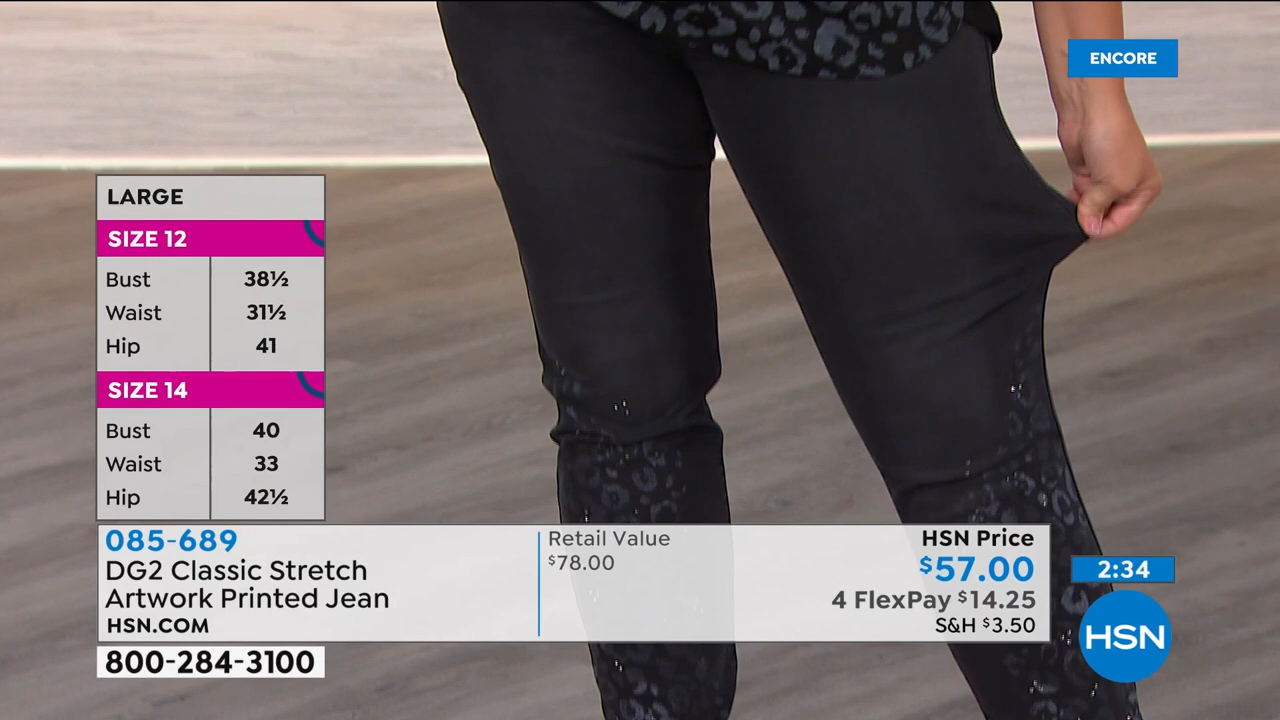 ENCORE
LARGE
SIZE 12
Bust 38½
Waist 31½
Hip 41
SIZE 14
Bust 40
Waist 33
Hip 42½
085-689
DG2 Classic Stretch
Artwork Printed Jean
HSN.COM
Retail Value
$78.00
HSN Price
$57.00
4 FlexPay $14.25
S&H $3.50
800-284-3100
2:34
HSN